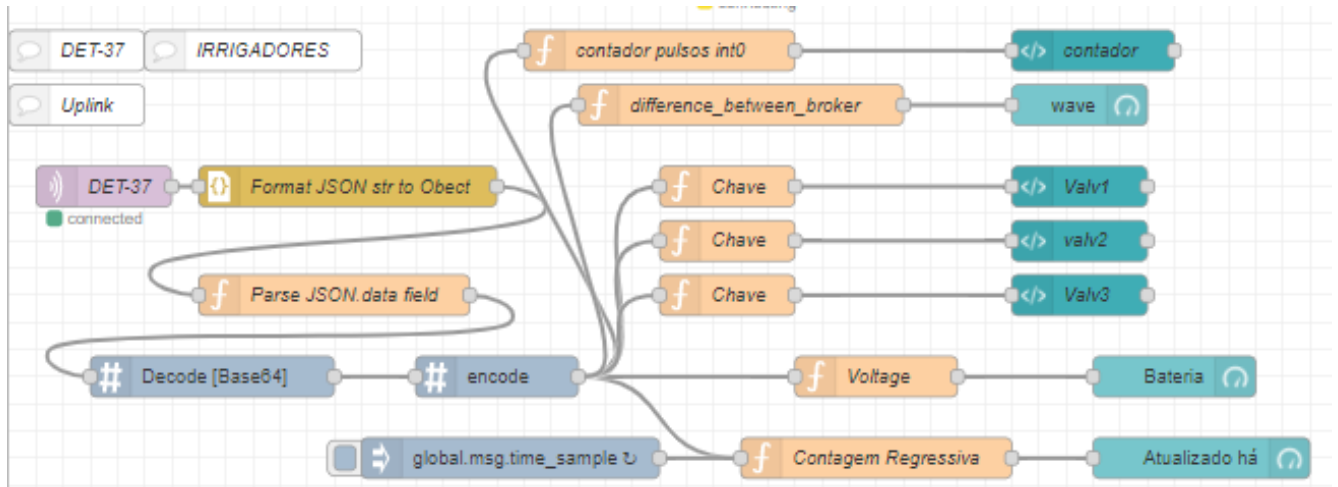 DET-37
IRRIGADORES
contador pulsos int0
contador
Uplink
difference_between_broker
wave
DET-37
Format JSON str to Obect
Chave
Valv1
connected
Chave
valv2
Parse JSON.data field
Chave
Valv3
Decode [Base64]
encode
Voltage
Bateria
global.msg.time_sample ↻
Contagem Regressiva
Atualizado há